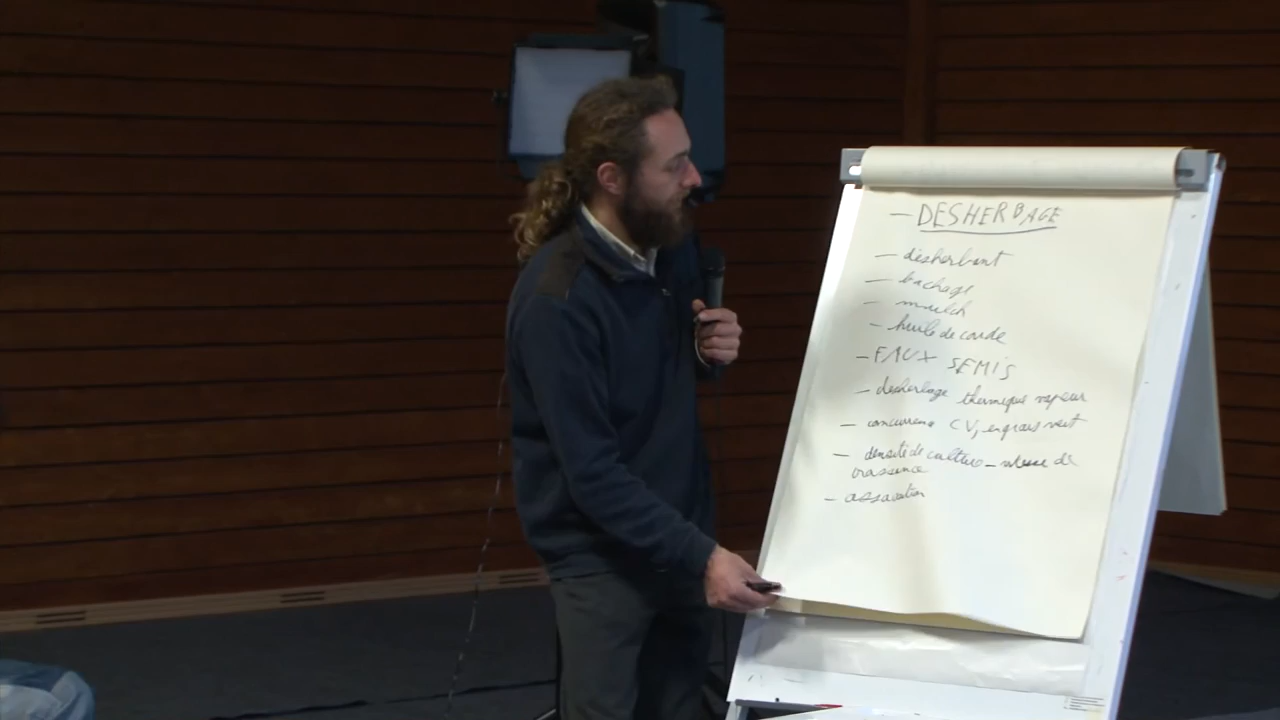 — DESHERBAGE
— désherbant
— bachage
— mulch
— huile de coude
— FAUX SEMIS
— desherbage thermique vapeur
— concurrence CV, engrais vert
— densité de culture – vitesse de
croissance
— association